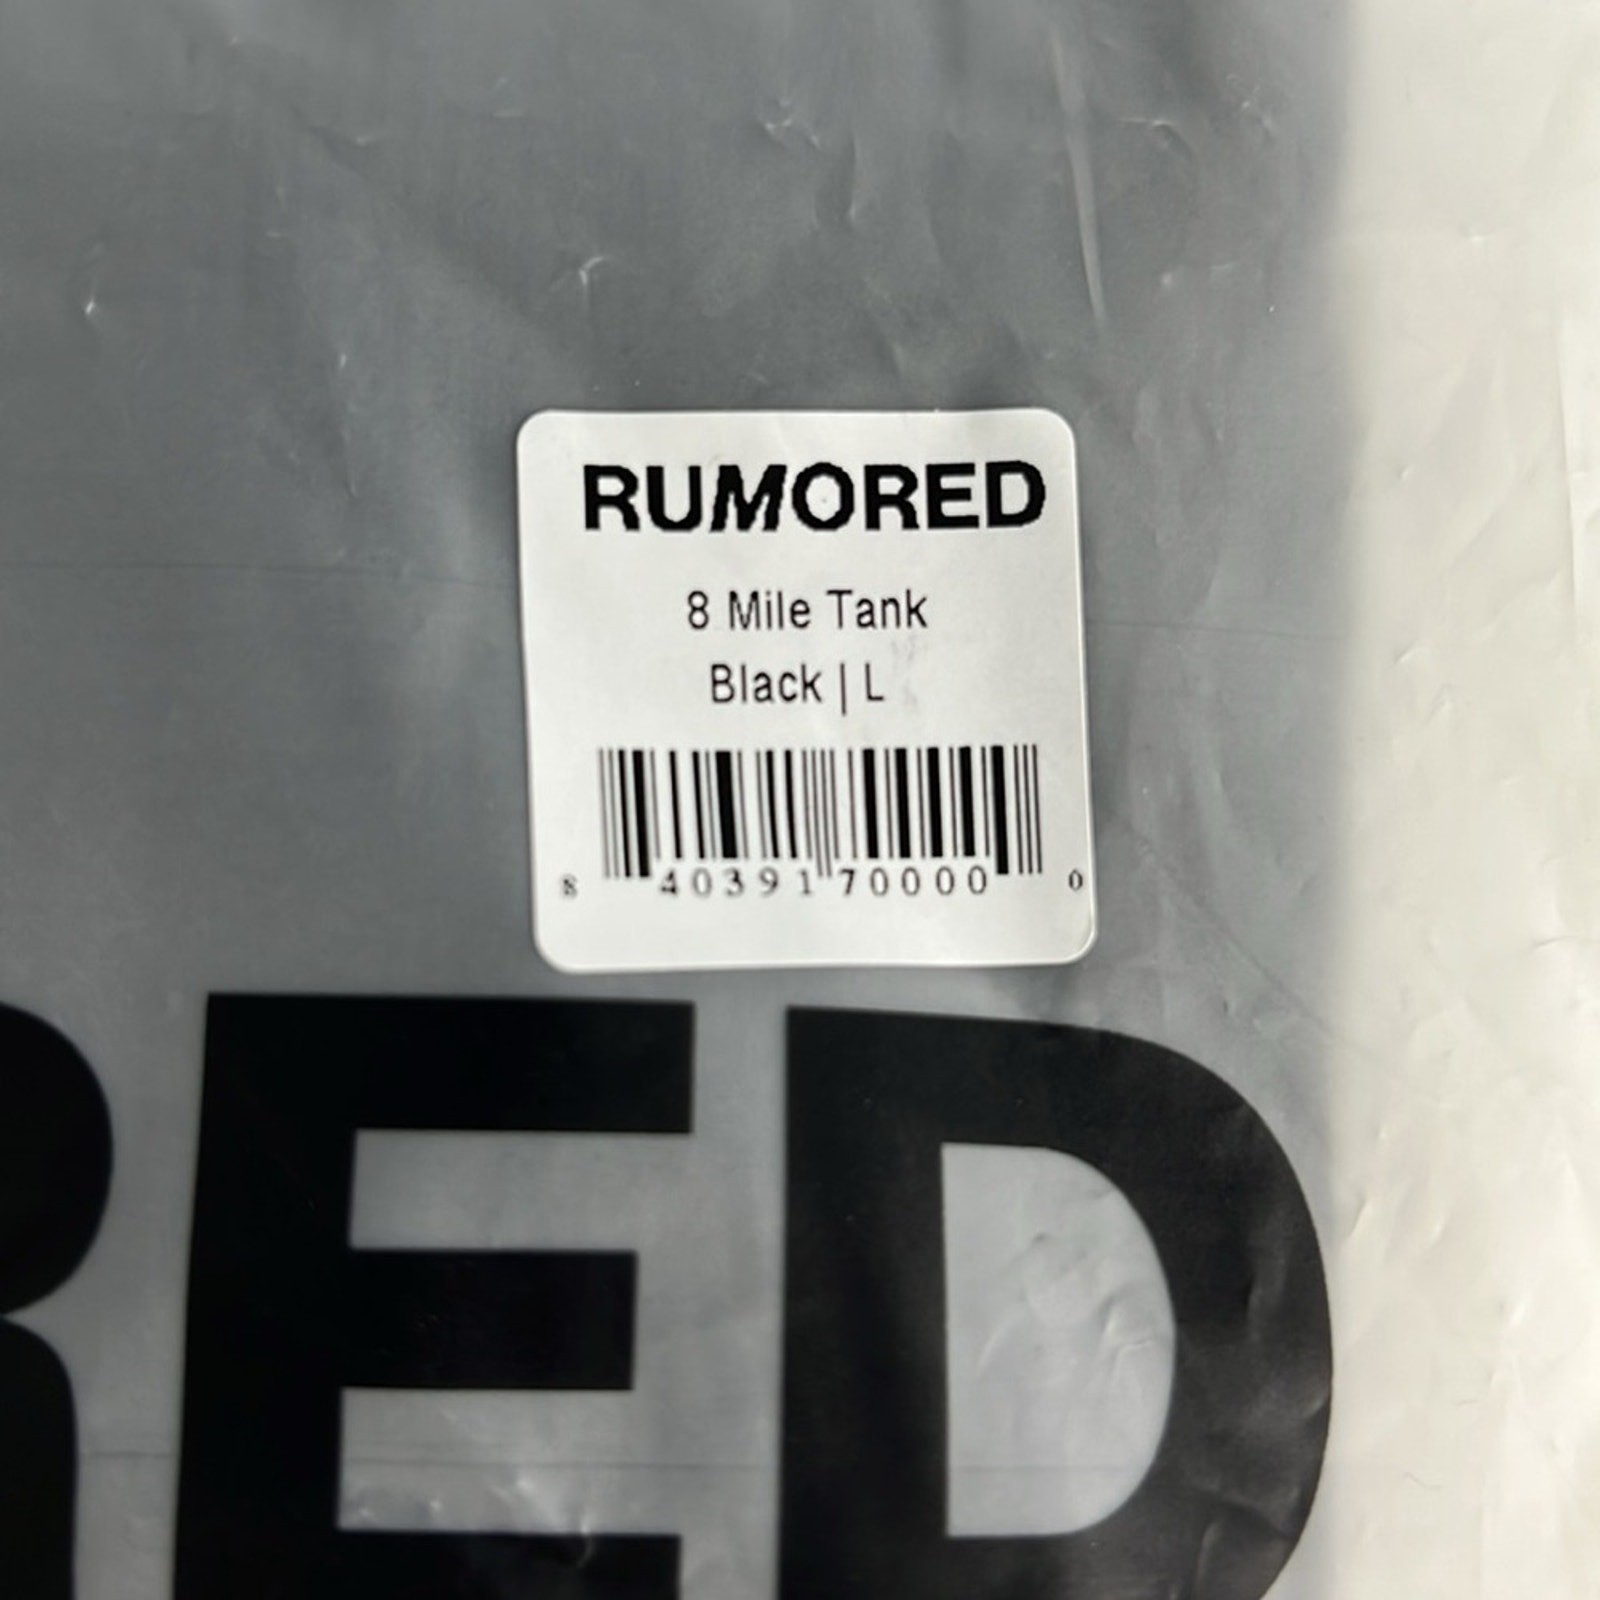 RUMORED
8 Mile Tank
Black | L
8 40391 70000 0
RED